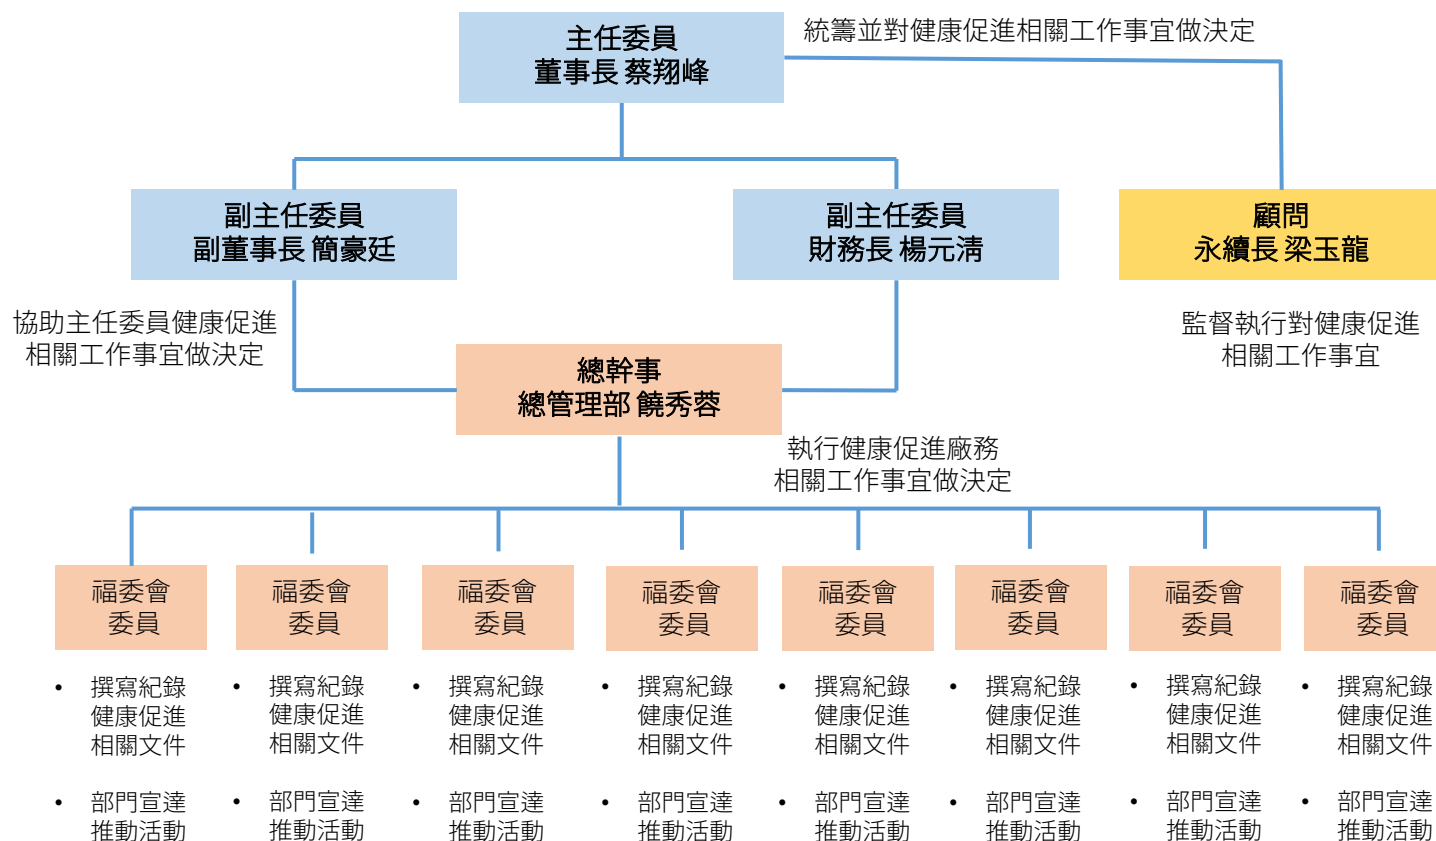 主任委員
董事長 蔡翔峰
統籌並對健康促進相關工作事宜做決定
副主任委員
副董事長 簡豪廷
副主任委員
財務長 楊元淸
顧問
永續長 梁玉龍
協助主任委員健康促進
相關工作事宜做決定
監督執行對健康促進
相關工作事宜
總幹事
總管理部 饒秀蓉
執行健康促進廠務
相關工作事宜做決定
福委會
委員
福委會
委員
福委會
委員
福委會
委員
福委會
委員
福委會
委員
福委會
委員
福委會
委員
• 撰寫紀錄
健康促進
相關文件
• 部門宣達
推動活動
• 撰寫紀錄
健康促進
相關文件
• 部門宣達
推動活動
• 撰寫紀錄
健康促進
相關文件
• 部門宣達
推動活動
• 撰寫紀錄
健康促進
相關文件
• 部門宣達
推動活動
• 撰寫紀錄
健康促進
相關文件
• 部門宣達
推動活動
• 撰寫紀錄
健康促進
相關文件
• 部門宣達
推動活動
• 撰寫紀錄
健康促進
相關文件
• 部門宣達
推動活動
• 撰寫紀錄
健康促進
相關文件
• 部門宣達
推動活動